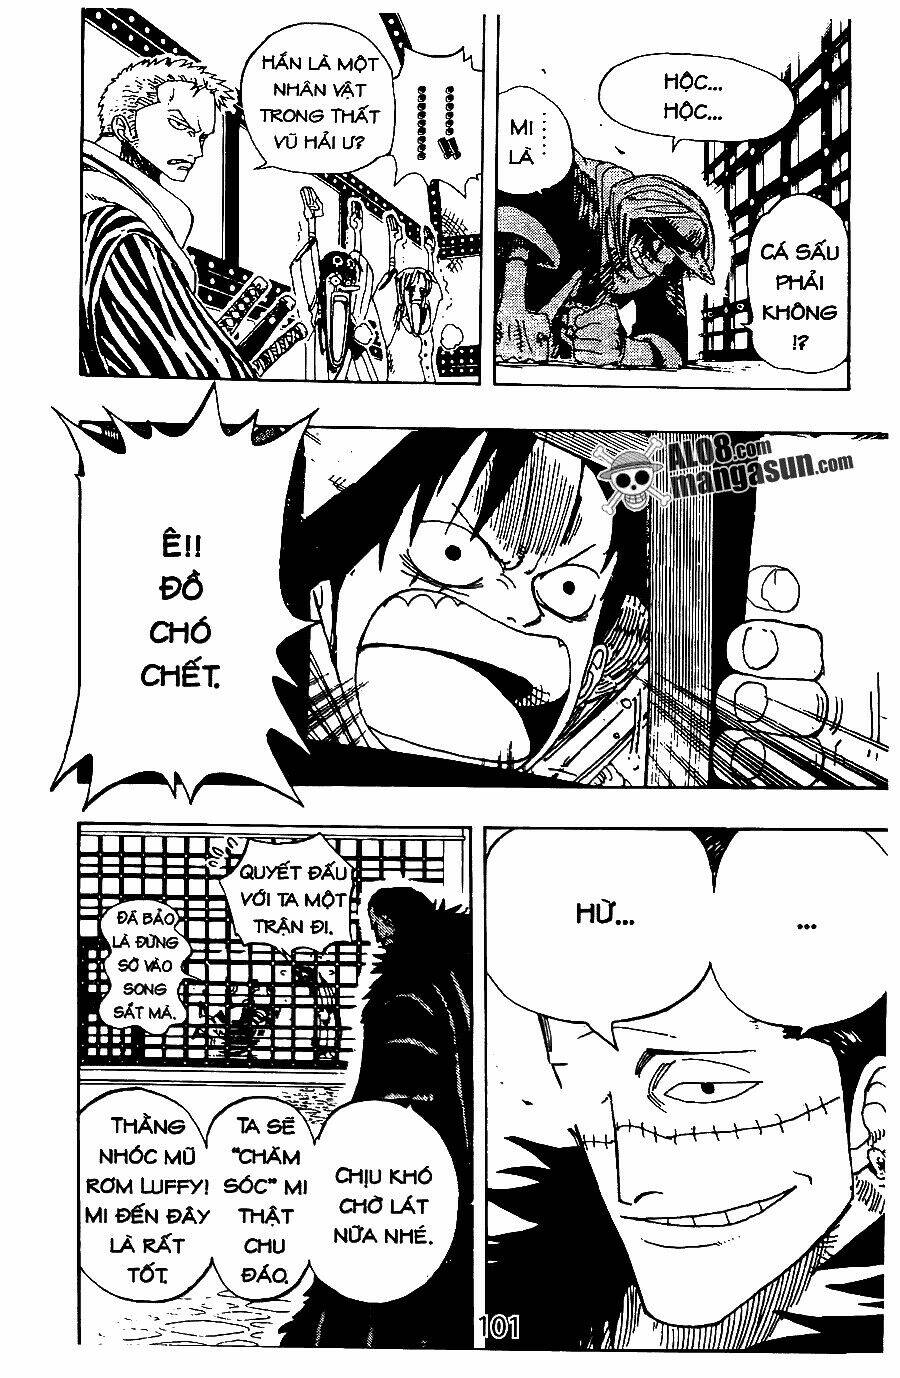 HỘC...
HỘC...
MI
LÀ
......
CÁ SẤU
PHẢI
KHÔNG
!?
HẮN LÀ MỘT
NHÂN VẬT
TRONG THẤT
VŨ HẢI Ư?
.......
......!!
AL08.com
mangasun.com
Ê!!
ĐỒ
CHÓ
CHẾT.
...
HỪ...
QUYẾT ĐẤU
VỚI TA MỘT
TRẬN ĐI.
ĐÃ BẢO
LÀ ĐỪNG
SỜ VÀO
SONG
SẮT MÀ.
CHỊU KHÓ
CHỜ LÁT
NỮA NHÉ.
TA SẼ
"CHĂM
SÓC" MI
THẬT
CHU
ĐÁO.
THẰNG
NHÓC MŨ
RƠM LUFFY!
MI ĐẾN ĐÂY
LÀ RẤT
TỐT.
101